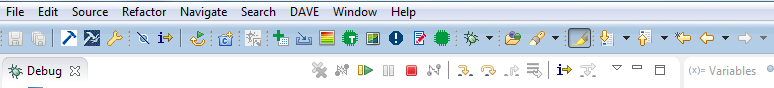 File Edit Source Refactor Navigate Search DAVE Window Help
Debug (x)= Variables